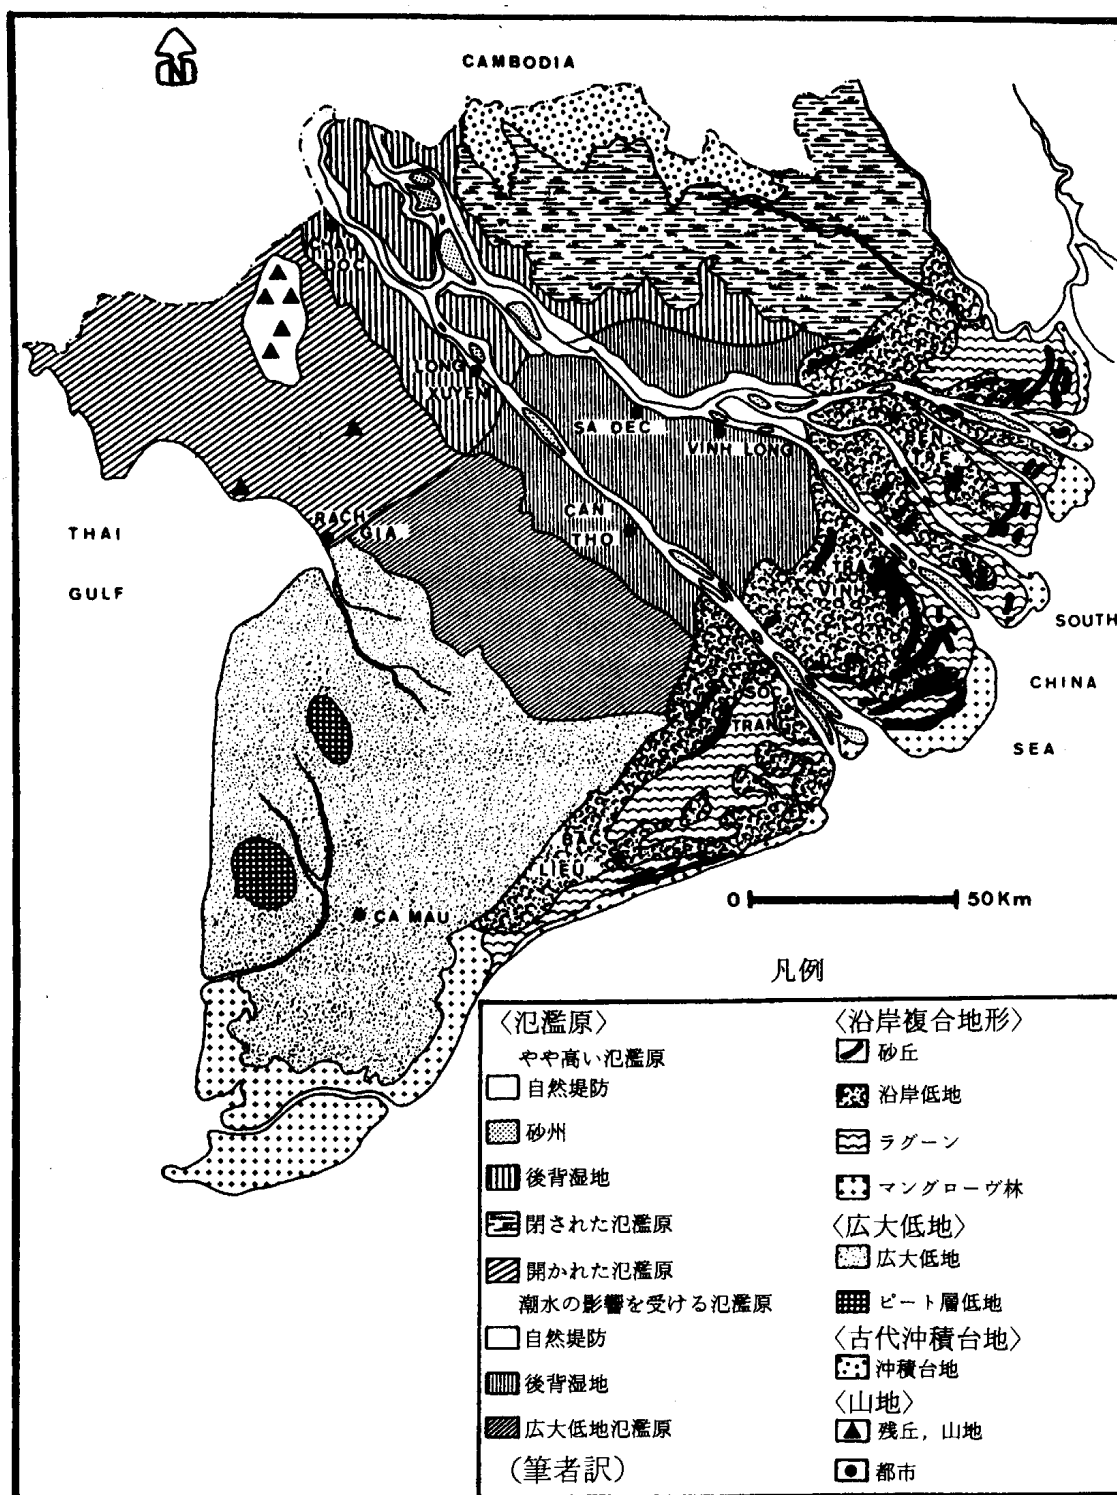 N
CAMBODIA
CHAU
DOC
LONG
XUYEN
SA DEC
VINH LONG
BEN
TRE
CAN
THO
RACH
GIA
THAI
GULF
TRA
VINH
SOUTH
CHINA
SEA
SOC
TRANG
BAC
LIEU
CA MAU
0 50Km
凡例
〈氾濫原〉
やや高い氾濫原
自然堤防
砂州
後背湿地
閉された氾濫原
開かれた氾濫原
潮水の影響を受ける氾濫原
自然堤防
後背湿地
広大低地氾濫原
(筆者訳)
〈沿岸複合地形〉
砂丘
沿岸低地
ラグーン
マングローヴ林
〈広大低地〉
広大低地
ピート層低地
〈古代沖積台地〉
沖積台地
〈山地〉
残丘，山地
都市